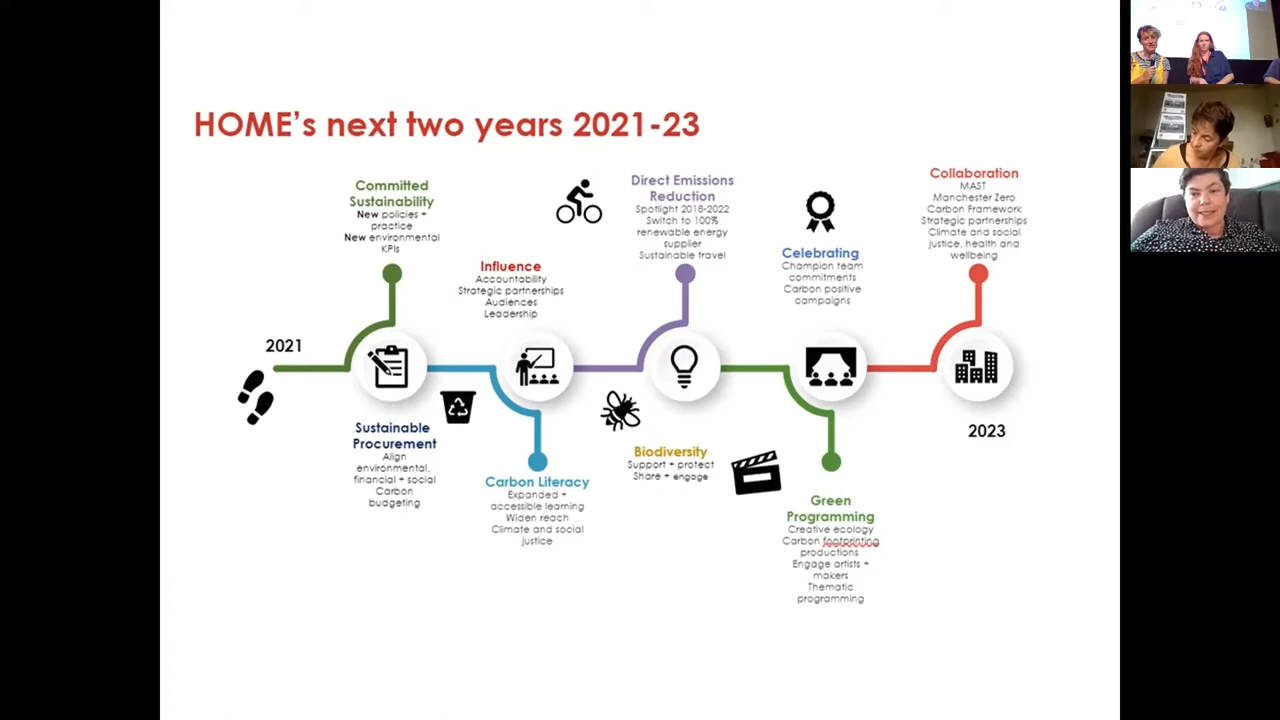 HOME's next two years 2021-23
2021
Committed
Sustainability
New policies +
practice
New environmental
KPIs
Sustainable
Procurement
Align
environmental,
financial + social
Carbon
budgeting
Influence
Accountability
Strategic partnerships
Audiences
Leadership
Carbon Literacy
Expanded +
accessible learning
Widen reach
Climate and social
justice
Direct Emissions
Reduction
Spotlight 2018-2022
Switch to 100%
renewable energy
supplier
Sustainable travel
Biodiversity
Support + protect
Share + engage
Celebrating
Champion team
commitments
Carbon positive
campaigns
Green
Programming
Creative ecology
Carbon footprinting
productions
Engage artists +
makers
Thematic
programming
Collaboration
MAST
Manchester Zero
Carbon Framework
Strategic partnerships
Climate and social
justice, health and
wellbeing
2023